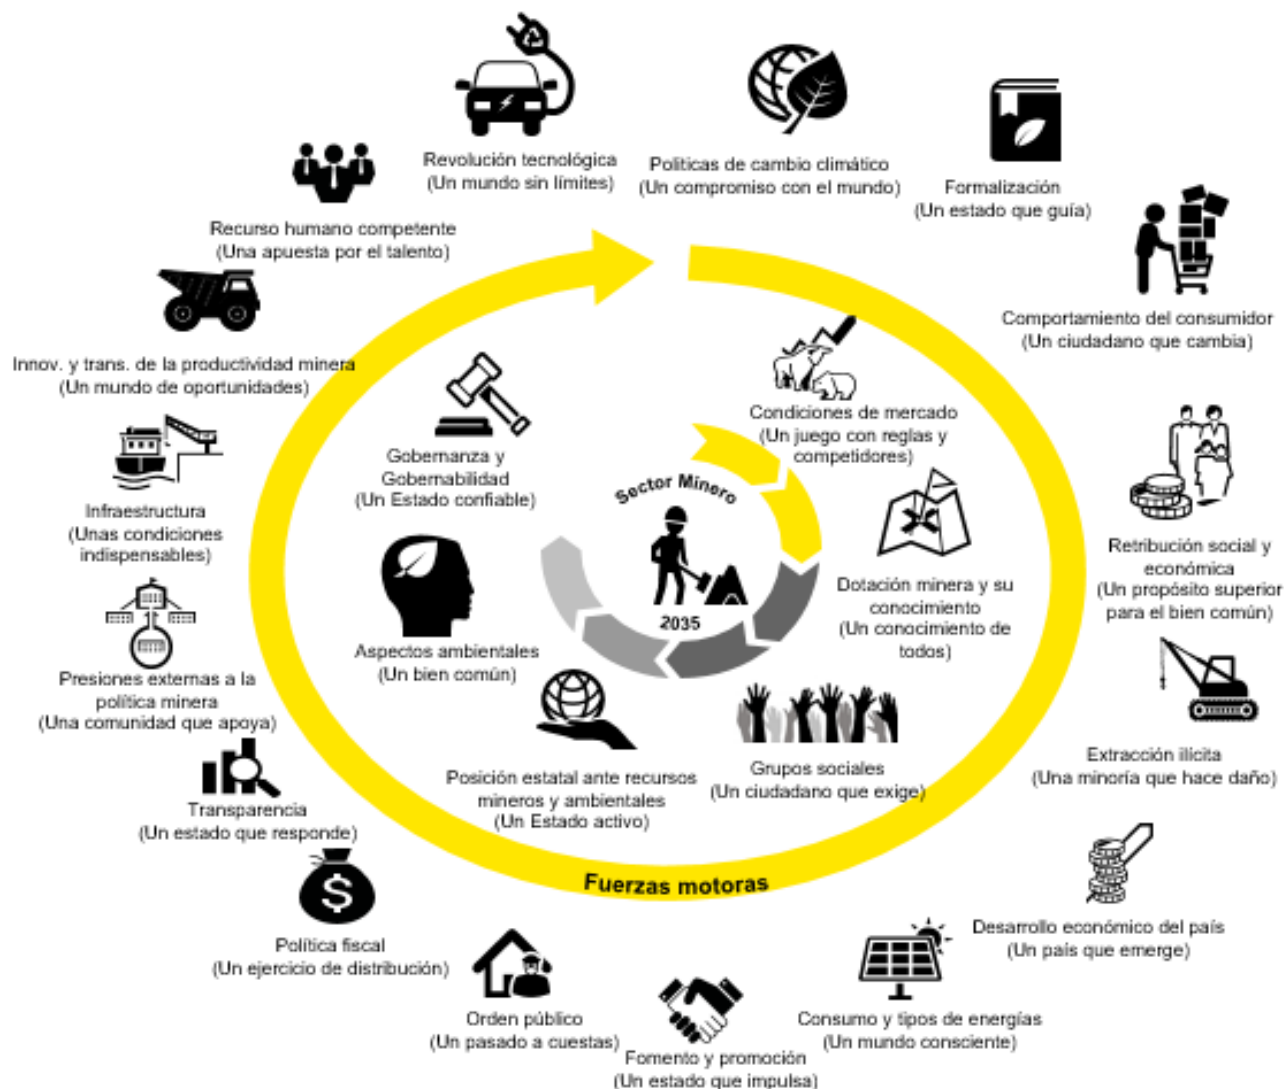 Revolución tecnológica
(Un mundo sin límites)
Políticas de cambio climático
(Un compromiso con el mundo)
Formalización
(Un estado que guía)
Recurso humano competente
(Una apuesta por el talento)
Comportamiento del consumidor
(Un ciudadano que cambia)
Innov. y trans. de la productividad minera
(Un mundo de oportunidades)
Condiciones de mercado
(Un juego con reglas y
competidores)
Gobernanza y
Gobernabilidad
(Un Estado confiable)
Sector Minero
2035
Infraestructura
(Unas condiciones
indispensables)
Retribución social y
económica
(Un propósito superior
para el bien común)
Dotación minera y su
conocimiento
(Un conocimiento de
todos)
Aspectos ambientales
(Un bien común)
Presiones externas a la
política minera
(Una comunidad que apoya)
Extracción ilícita
(Una minoría que hace daño)
Grupos sociales
(Un ciudadano que exige)
Posición estatal ante recursos
mineros y ambientales
(Un Estado activo)
Transparencia
(Un estado que responde)
Fuerzas motoras
Desarrollo económico del país
(Un país que emerge)
Política fiscal
(Un ejercicio de distribución)
Orden público
(Un pasado a cuestas)
Consumo y tipos de energías
(Un mundo consciente)
Fomento y promoción
(Un estado que impulsa)
$